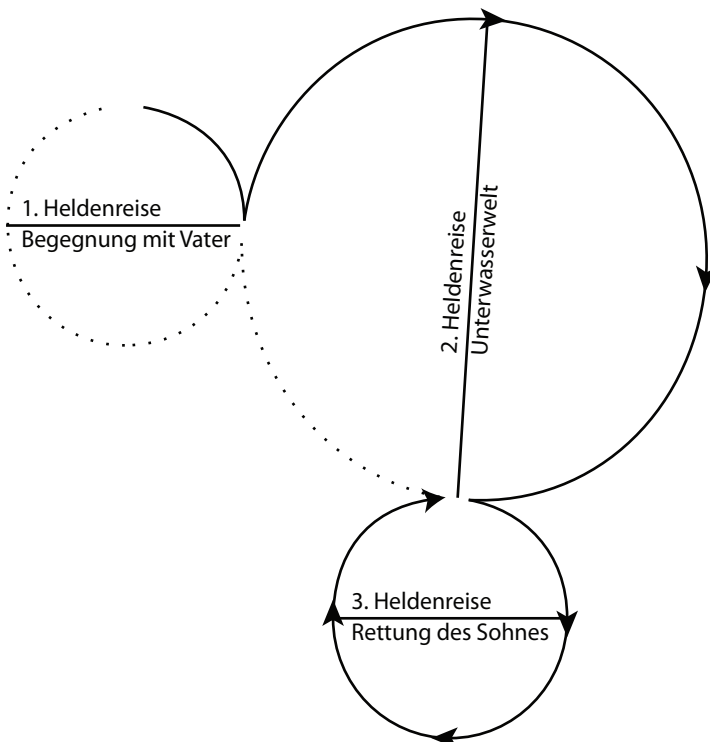 1. Heldenreise
Begegnung mit Vater
2. Heldenreise
Unterwasserwelt
3. Heldenreise
Rettung des Sohnes